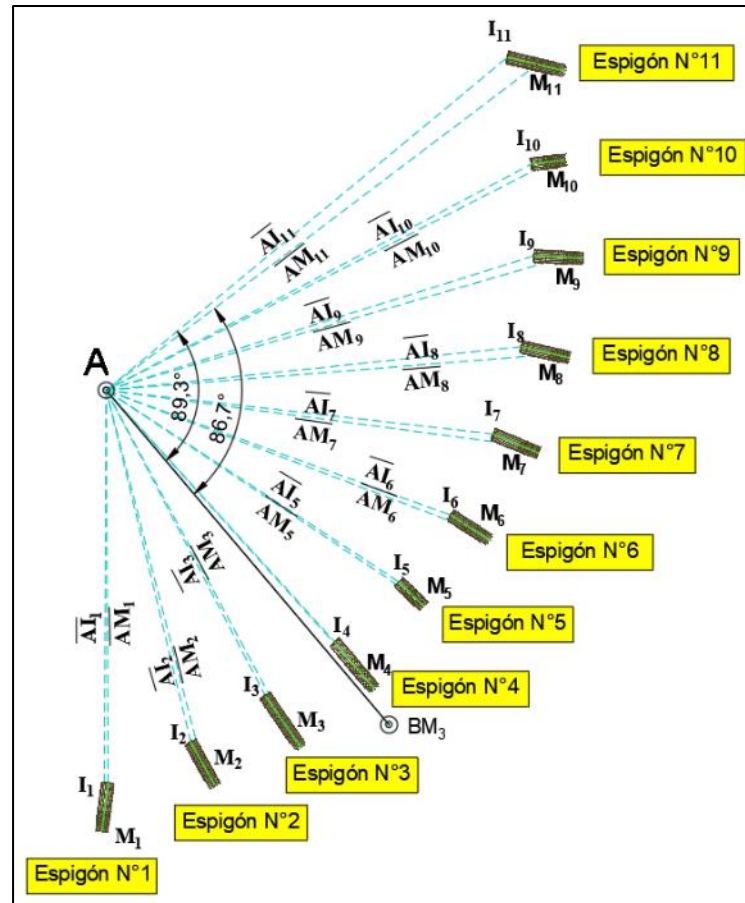 I11
M11
Espigón N°11
I10
M10
Espigón N°10
AI11
AM11
AI10
AM10
I9
M9
Espigón N°9
AI9
AM9
I8
M8
Espigón N°8
AI8
AM8
A
89,3°
86,7°
I7
M7
Espigón N°7
AI7
AM7
AI6
AM6
I6
M6
Espigón N°6
AI5
AM5
I5
M5
Espigón N°5
AI3
AM3
I4
M4
Espigón N°4
AI1
AM1
AI2
AM2
I3
M3
BM3
Espigón N°3
I2
M2
Espigón N°2
I1
M1
Espigón N°1